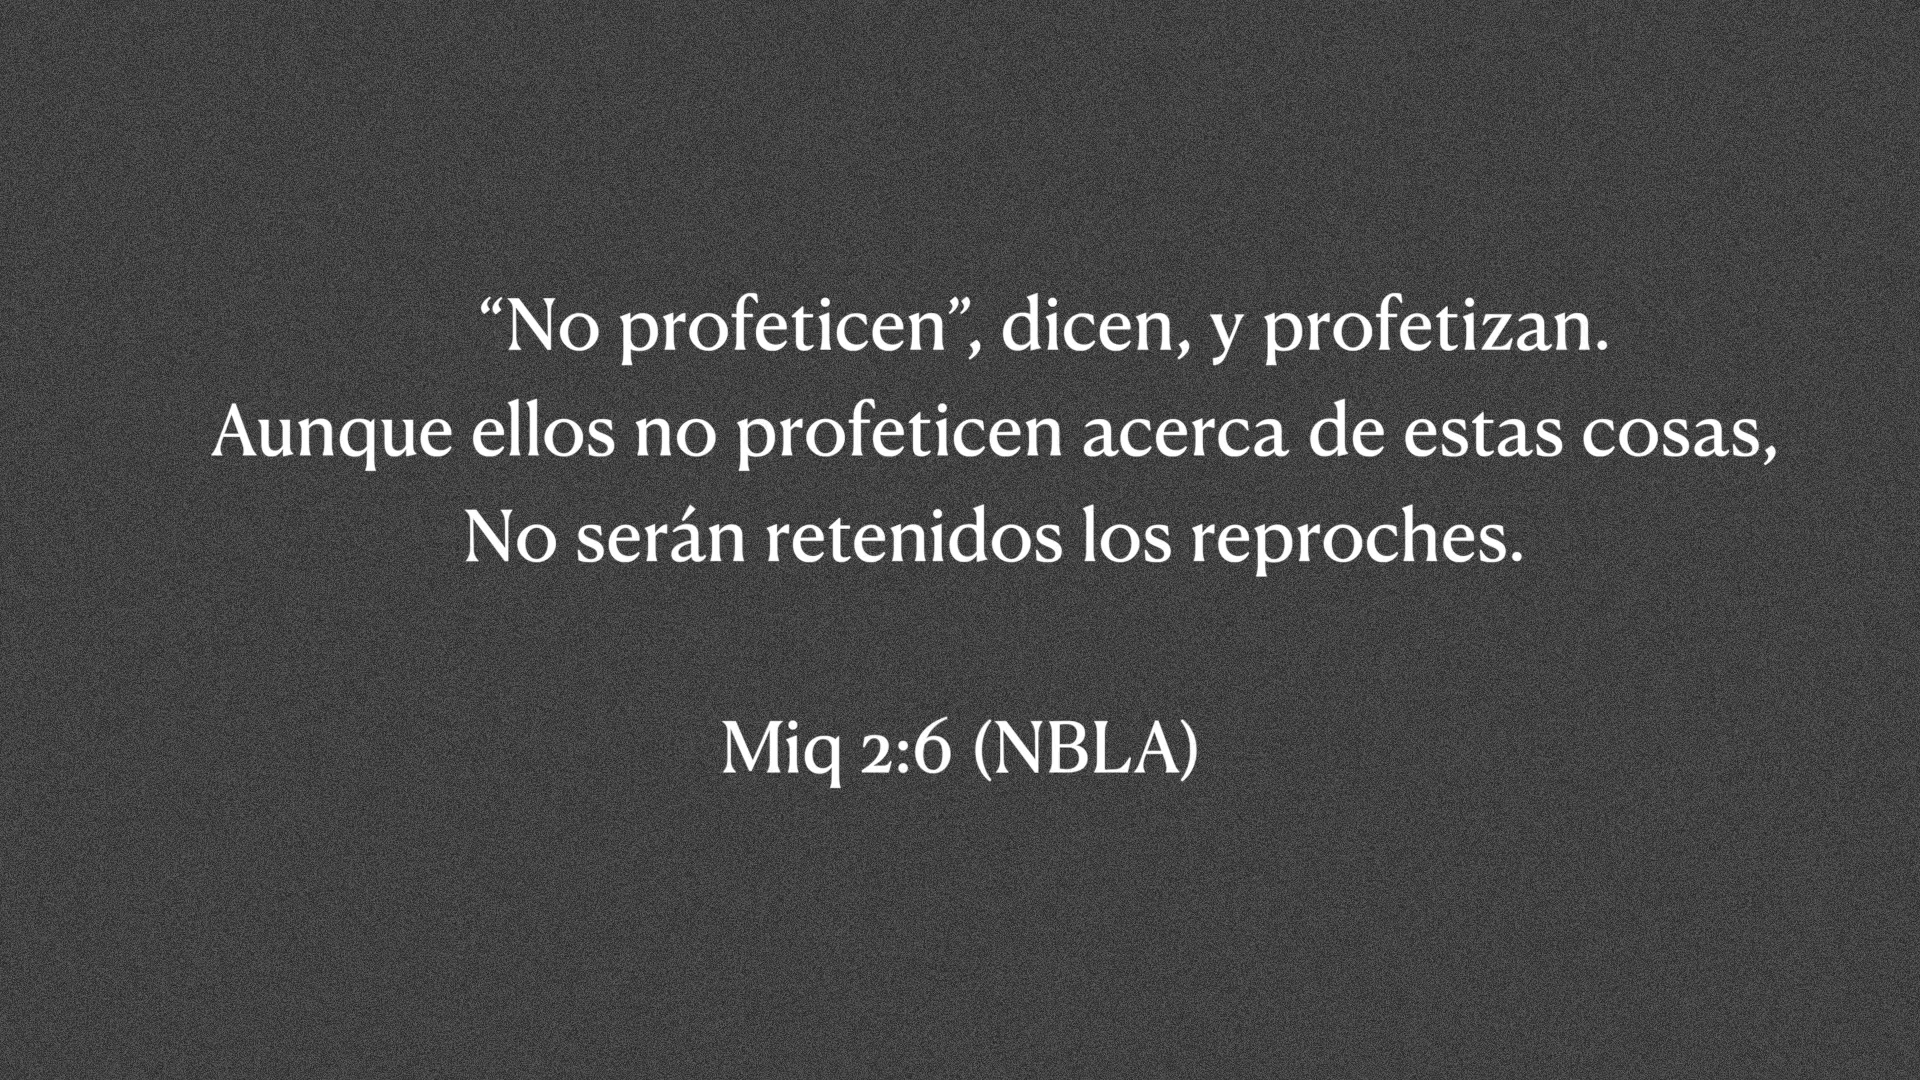 “No profeticen”, dicen, y profetizan.
Aunque ellos no profeticen acerca de estas cosas,
No serán retenidos los reproches.
Miq 2:6 (NBLA)